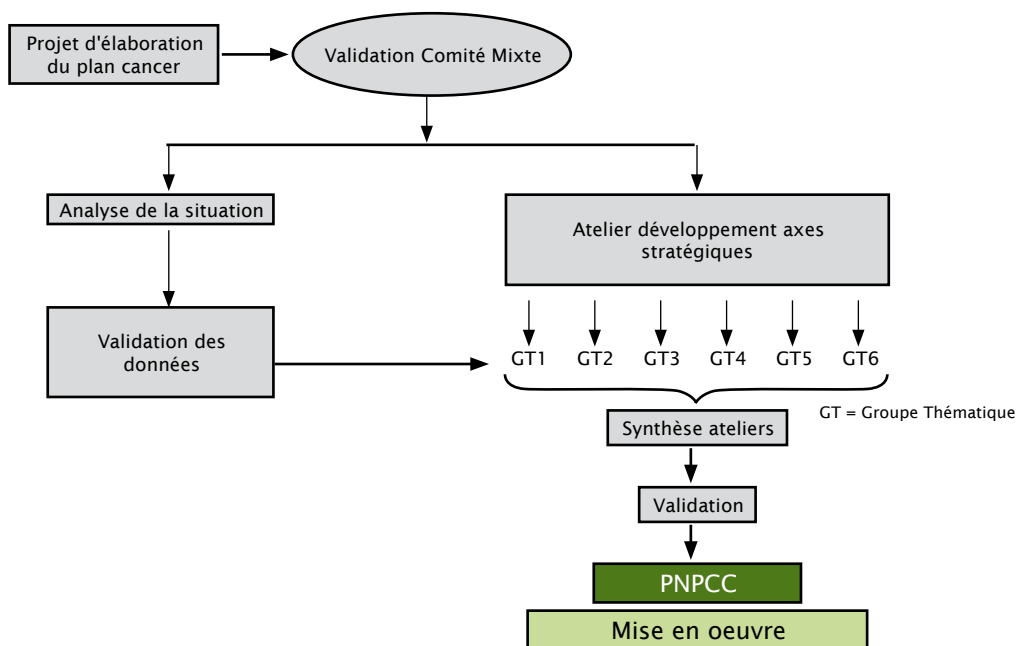 Projet d'élaboration
du plan cancer
Validation Comité Mixte
Analyse de la situation
Atelier développement axes
stratégiques
Validation des
données
GT1 GT2 GT3 GT4 GT5 GT6
GT = Groupe Thématique
Synthèse ateliers
Validation
PNPCC
Mise en oeuvre